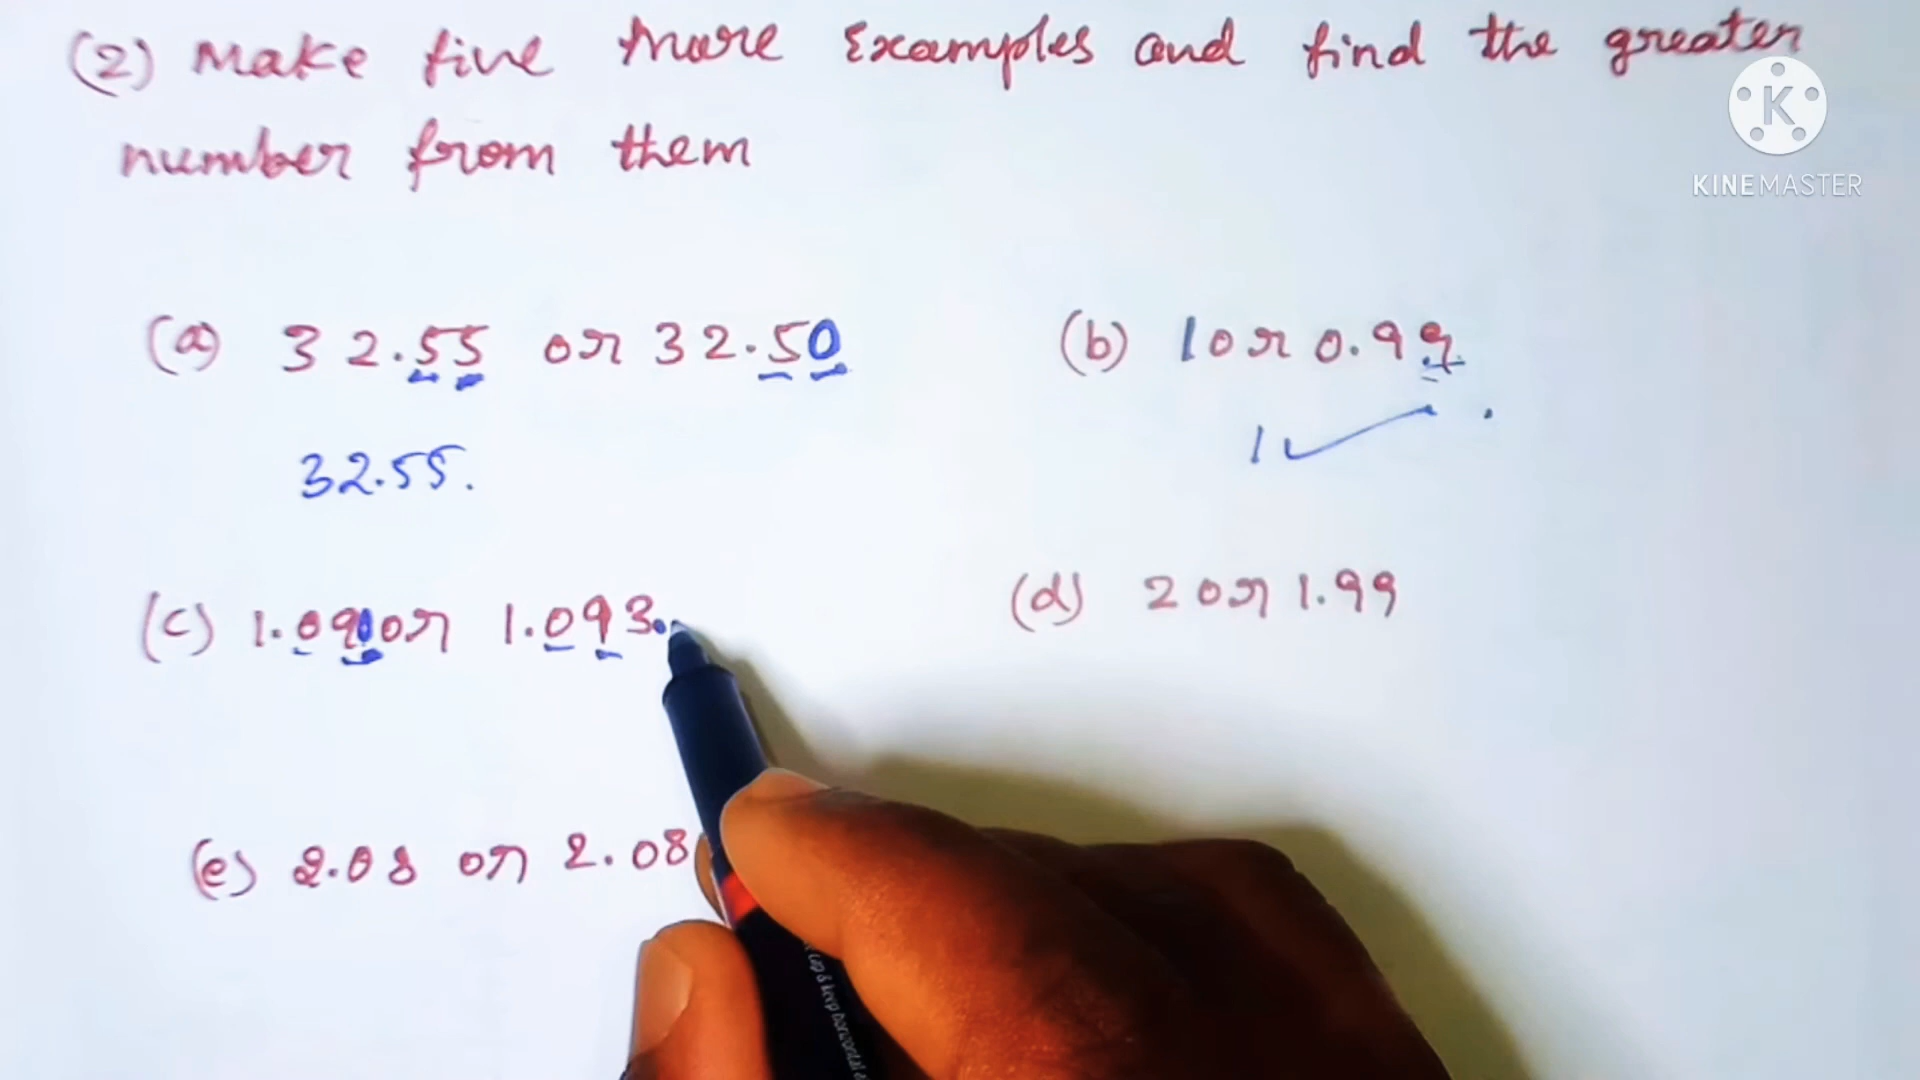 (2) Make five more Examples and find the greater
number from them
KINEMASTER
(a) 32.55 or 32.50
(b) 1 or 0.99
32.55.
1 ✓
(c) 1.090 or 1.093
(d) 2 or 1.99
(e) 2.08 or 2.08